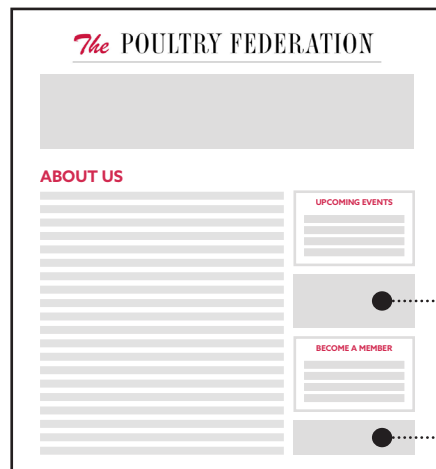 The POULTRY FEDERATION
ABOUT US
UPCOMING EVENTS
BECOME A MEMBER